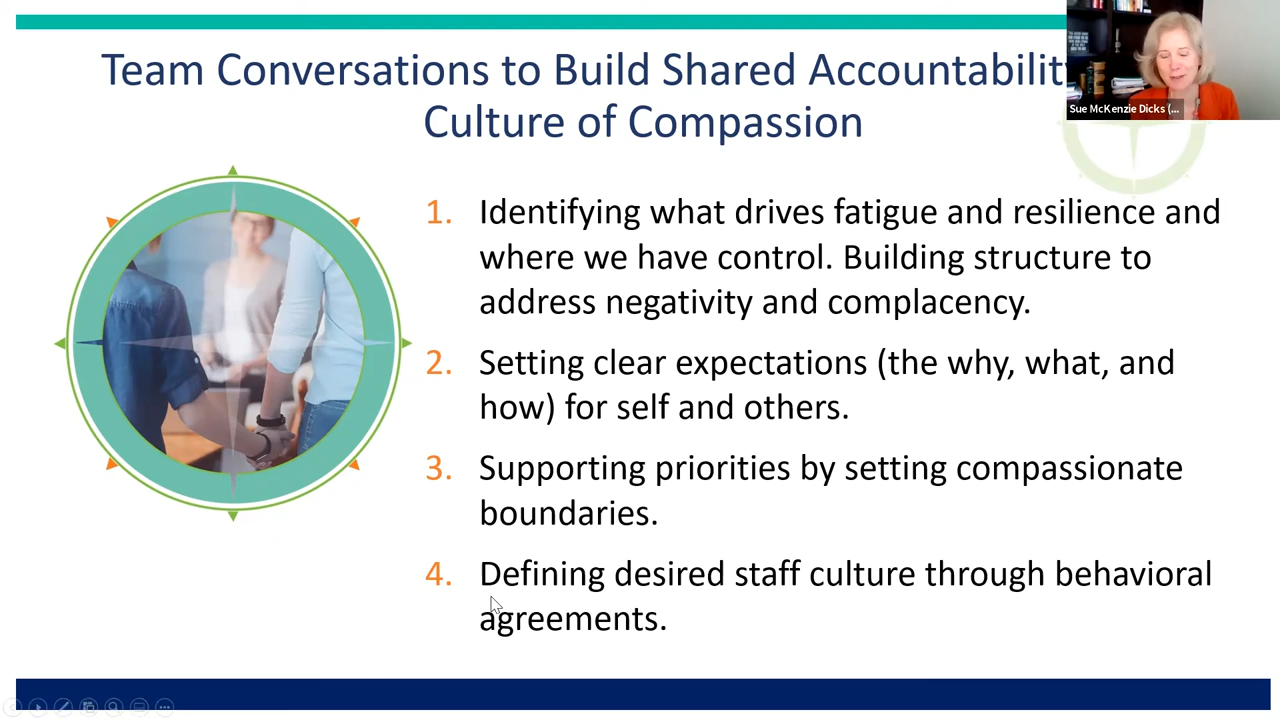 Team Conversations to Build Shared Accountability
Culture of Compassion
Sue McKenzie Dicks (...
1. Identifying what drives fatigue and resilience and
where we have control. Building structure to
address negativity and complacency.
2. Setting clear expectations (the why, what, and
how) for self and others.
3. Supporting priorities by setting compassionate
boundaries.
4. Defining desired staff culture through behavioral
agreements.